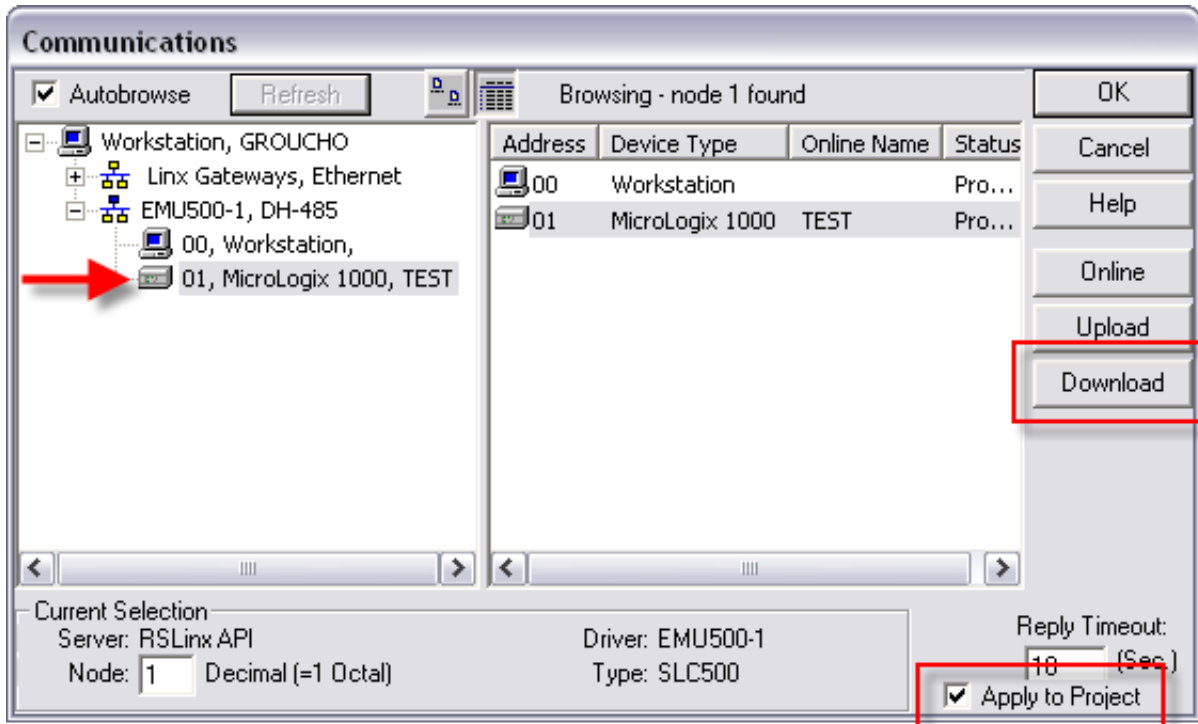 Communications
Autobrowse Refresh Browsing - node 1 found OK
Workstation, GROUCHO
Linx Gateways, Ethernet
EMU500-1, DH-485
00, Workstation,
01, MicroLogix 1000, TEST
Address Device Type Online Name Status
00 Workstation Pro...
01 MicroLogix 1000 TEST Pro...
Cancel
Help
Online
Upload
Download
Current Selection
Server: RSLinx API Driver: EMU500-1
Node: 1 Decimal (=1 Octal) Type: SLC500
Reply Timeout:
10 (Sec.)
Apply to Project